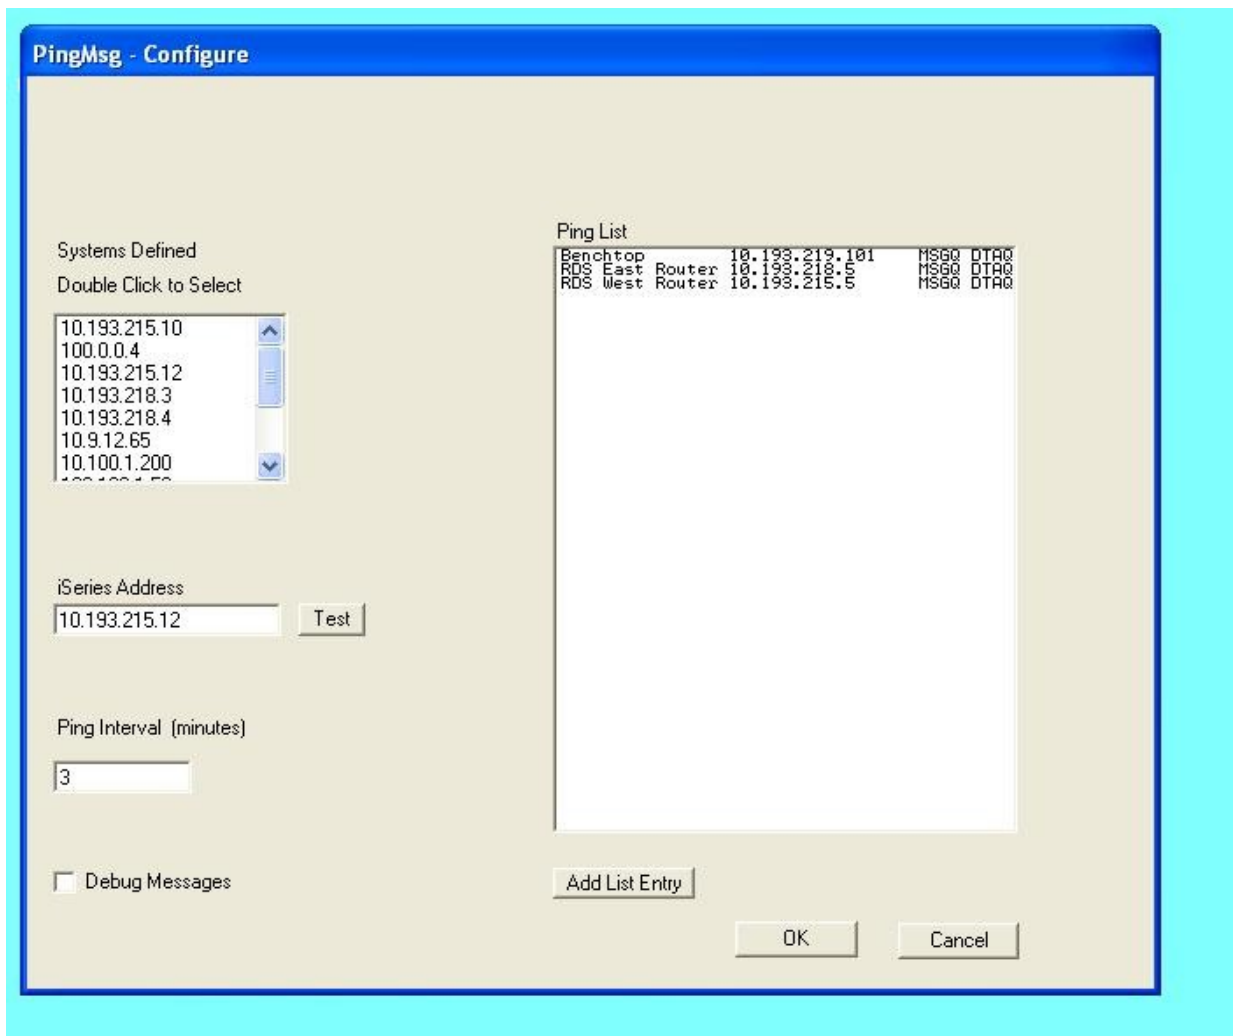 PingMsg - Configure
Systems Defined
Double Click to Select
10.193.215.10
100.0.0.4
10.193.215.12
10.193.218.3
10.193.218.4
10.9.12.65
10.100.1.200
iSeries Address
10.193.215.12
Test
Ping Interval (minutes)
3
Debug Messages
Ping List
Benchtop 10.193.219.101 MSGQ DTAQ
RDS East Router 10.193.218.5 MSGQ DTAQ
RDS West Router 10.193.215.5 MSGQ DTAQ
Add List Entry
OK
Cancel